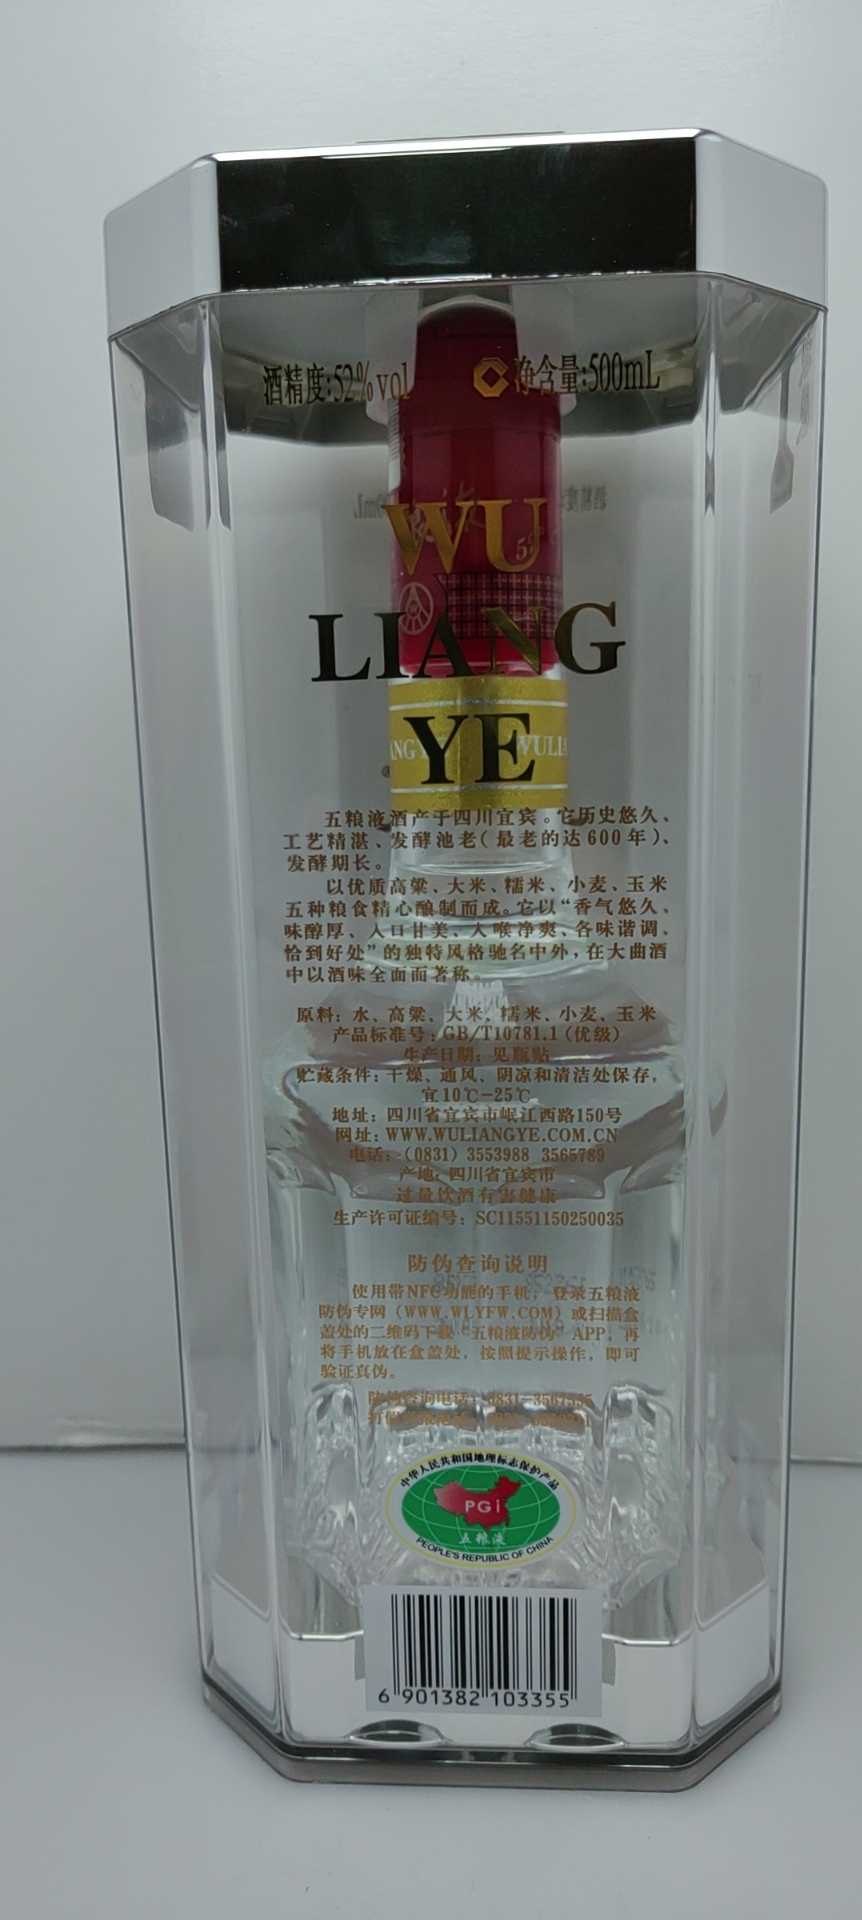 酒精度:52%vol 净含量:500mL
WU
LIANG
YE
五粮液酒产于四川宜宾。它历史悠久、
工艺精湛、发酵池老(最老的达600年)、
发酵期长。
以优质高粱、大米、糯米、小麦、玉米
五种粮食精心酿制而成。它以“香气悠久、
味醇厚、入口甘美、入喉净爽、各味谐调、
恰到好处”的独特风格驰名中外,在大曲酒
中以酒味全面而著称。
原料: 水、高粱、大米、糯米、小麦、玉米
产品标准号:GB/T10781.1(优级)
生产日期: 见瓶贴
贮藏条件:干燥、通风、阴凉和清洁处保存,
宜10℃-25℃
地址: 四川省宜宾市岷江西路150号
网址:WWW.WULIANGYE.COM.CN
电话:(0831) 3553988 3565789
产地:四川省宜宾市
过量饮酒有害健康
生产许可证编号: SC11551150250035
防伪查询说明
使用带NFC功能的手机, 登录五粮液
防伪专网(WWW.WLYFW.COM)或扫描盒
盖处的二维码下载“五粮液防伪”APP,再
将手机放在盒盖处,按照提示操作,即可
验证真伪。
防伪咨询电话:
中华人民共和国地理标志保护产品
PGi
五粮液
PEOPLE'S REPUBLIC OF CHINA
6 901382 103355